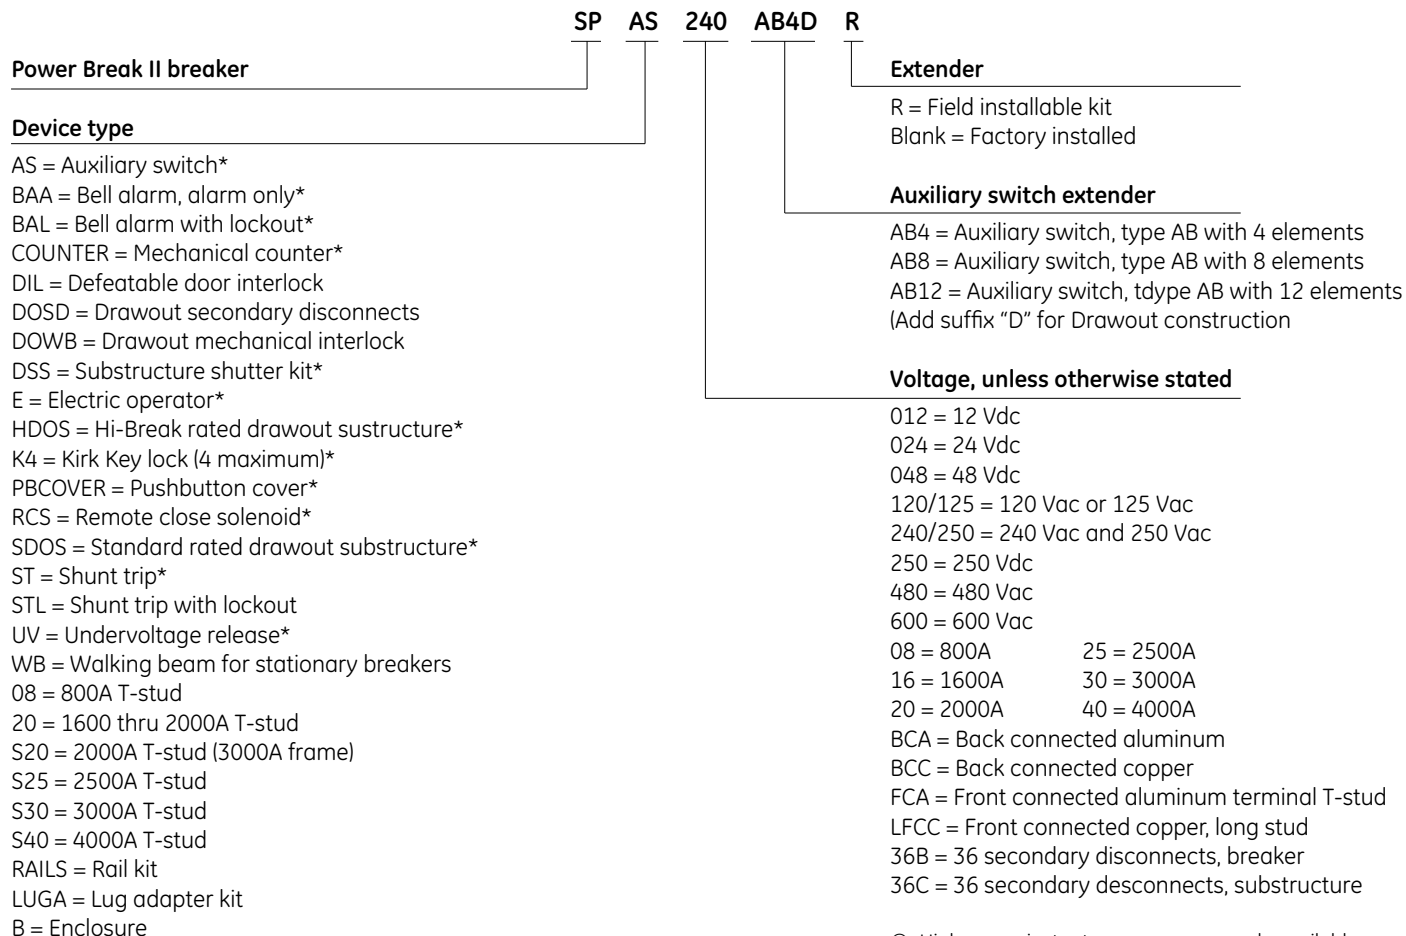 SP AS 240 AB4D R
Power Break II breaker
Device type
AS = Auxiliary switch*
BAA = Bell alarm, alarm only*
BAL = Bell alarm with lockout*
COUNTER = Mechanical counter*
DIL = Defeatable door interlock
DOSD = Drawout secondary disconnects
DOWB = Drawout mechanical interlock
DSS = Substructure shutter kit*
E = Electric operator*
HDOS = Hi-Break rated drawout sustructure*
K4 = Kirk Key lock (4 maximum)*
PBCOVER = Pushbutton cover*
RCS = Remote close solenoid*
SDOS = Standard rated drawout substructure*
ST = Shunt trip*
STL = Shunt trip with lockout
UV = Undervoltage release*
WB = Walking beam for stationary breakers
08 = 800A T-stud
20 = 1600 thru 2000A T-stud
S20 = 2000A T-stud (3000A frame)
S25 = 2500A T-stud
S30 = 3000A T-stud
S40 = 4000A T-stud
RAILS = Rail kit
LUGA = Lug adapter kit
B = Enclosure
Extender
R = Field installable kit
Blank = Factory installed
Auxiliary switch extender
AB4 = Auxiliary switch, type AB with 4 elements
AB8 = Auxiliary switch, type AB with 8 elements
AB12 = Auxiliary switch, tdype AB with 12 elements
(Add suffix “D” for Drawout construction
Voltage, unless otherwise stated
012 = 12 Vdc
024 = 24 Vdc
048 = 48 Vdc
120/125 = 120 Vac or 125 Vac
240/250 = 240 Vac and 250 Vac
250 = 250 Vdc
480 = 480 Vac
600 = 600 Vac
08 = 800A 25 = 2500A
16 = 1600A 30 = 3000A
20 = 2000A 40 = 4000A
BCA = Back connected aluminum
BCC = Back connected copper
FCA = Front connected aluminum terminal T-stud
LFCC = Front connected copper, long stud
36B = 36 secondary disconnects, breaker
36C = 36 secondary desconnects, substructure